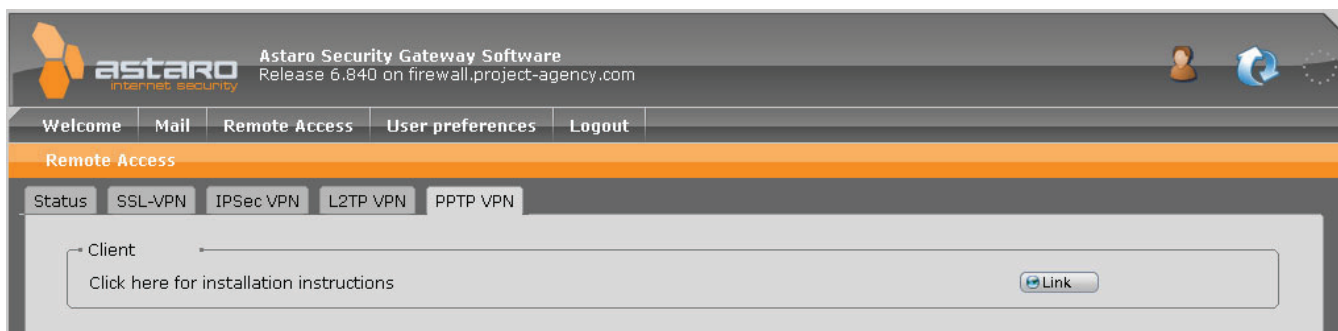 astaro
internet security
Astaro Security Gateway Software
Release 6.840 on firewall.project-agency.com
Welcome Mail Remote Access User preferences Logout
Remote Access
Status SSL-VPN IPSec VPN L2TP VPN PPTP VPN
Client
Click here for installation instructions Link